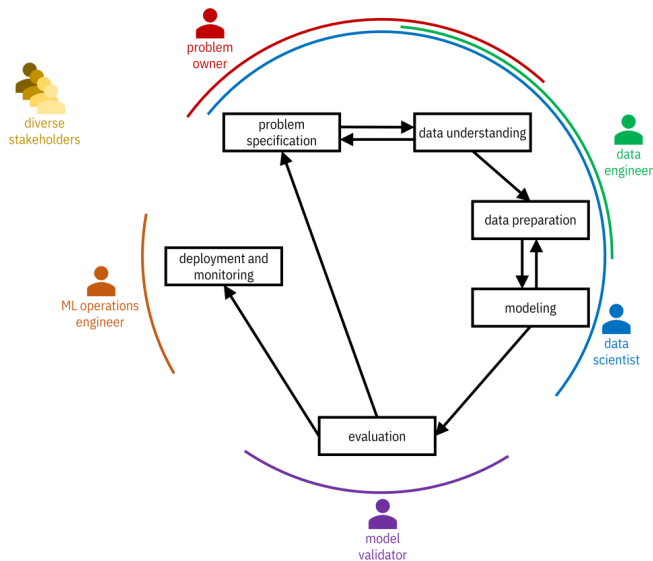 problem
owner
diverse
stakeholders
problem
specification
data understanding
data
engineer
data preparation
deployment and
monitoring
ML operations
engineer
modeling
data
scientist
evaluation
model
validator